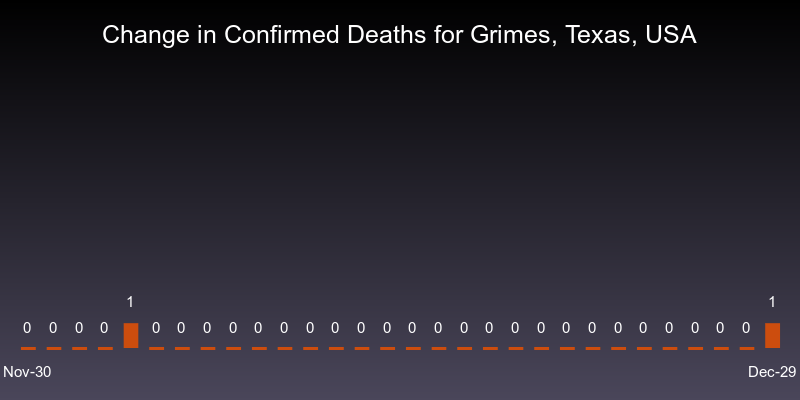 Change in Confirmed Deaths for Grimes, Texas, USA
1 1
0 0 0 0 0 0 0 0 0 0 0 0 0 0 0 0 0 0 0 0 0 0 0 0 0 0 0 0
Nov-30 Dec-29